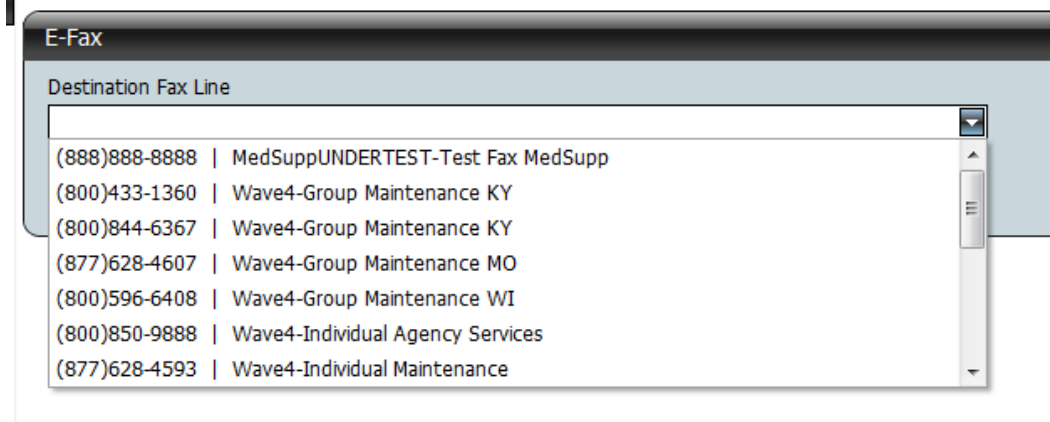 E-Fax
Destination Fax Line
(888)888-8888 | MedSuppUNDERTEST-Test Fax MedSupp
(800)433-1360 | Wave4-Group Maintenance KY
(800)844-6367 | Wave4-Group Maintenance KY
(877)628-4607 | Wave4-Group Maintenance MO
(800)596-6408 | Wave4-Group Maintenance WI
(800)850-9888 | Wave4-Individual Agency Services
(877)628-4593 | Wave4-Individual Maintenance